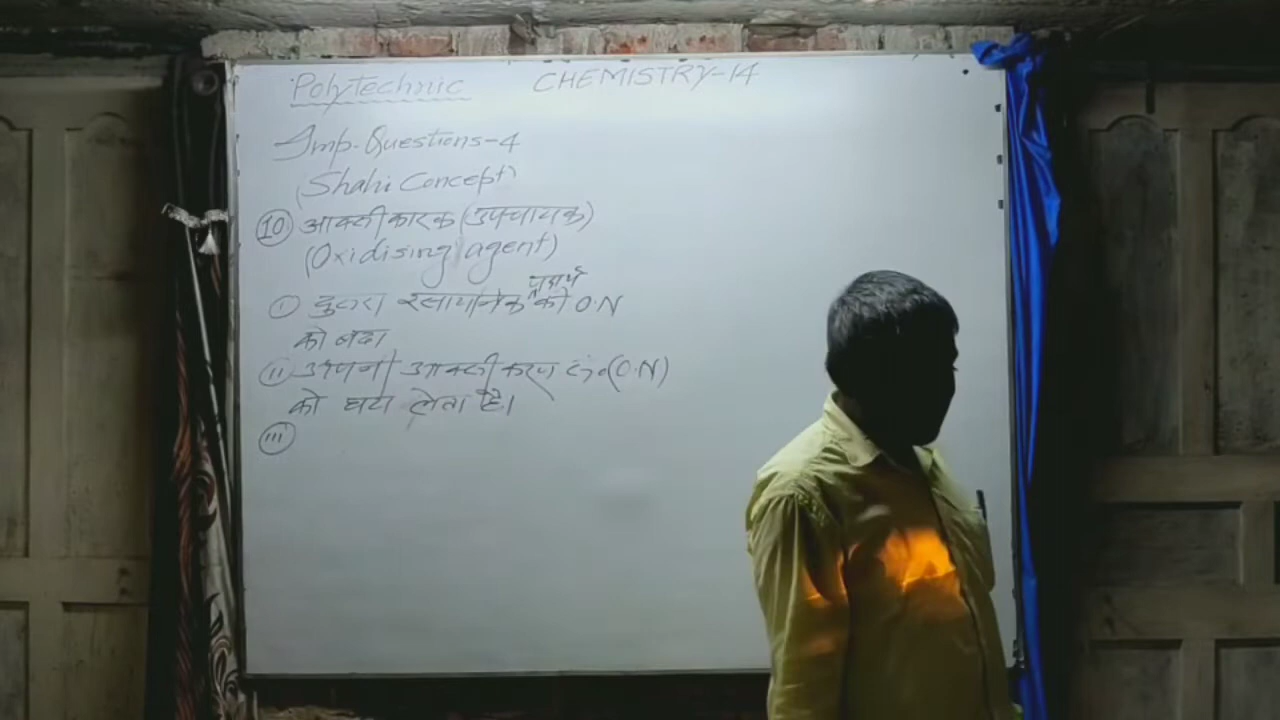 Polytechnic CHEMISTRY-14
Imp. Questions-4
(Shahi Concept)
10 आक्सीकारक (उपचायक)
(Oxidising agent)
i दुसरा रसायनिक पदार्थ को O.N
को बढा
ii अपना आक्सीकरण सं० (O.N)
को घटा लेता है।
iii